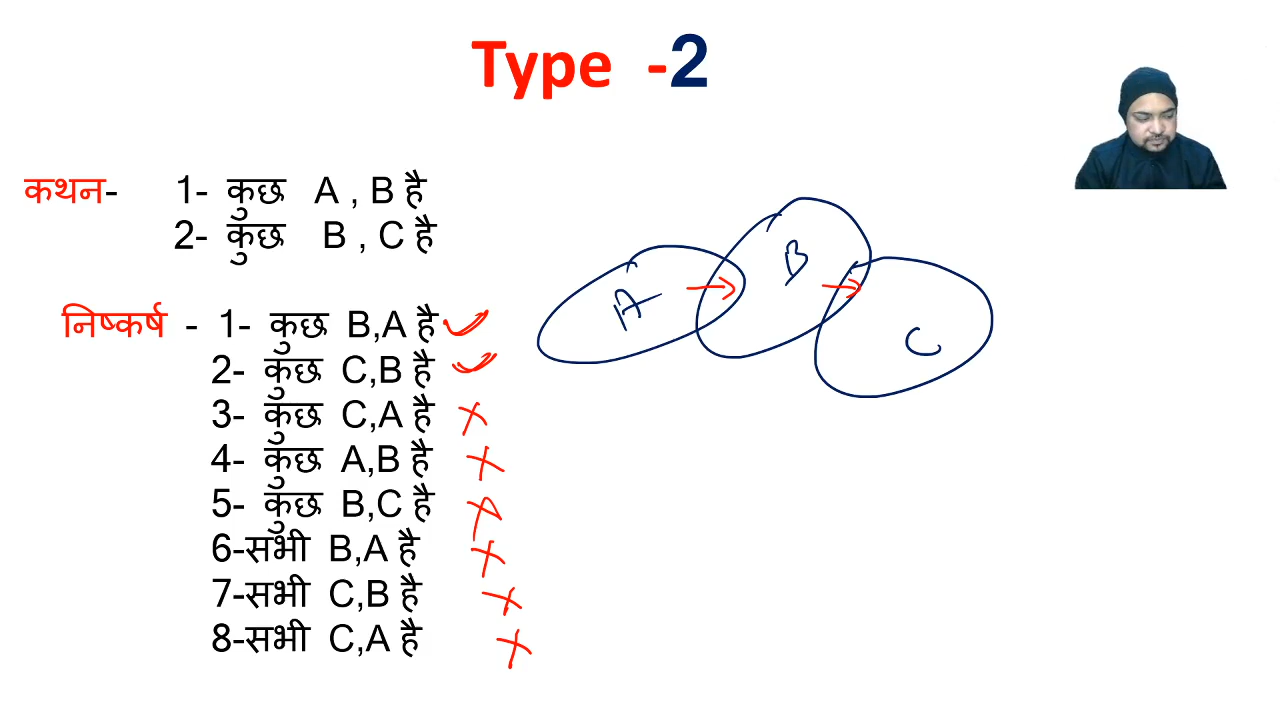 Type -2
कथन- 1- कुछ A , B है
2- कुछ B , C है
निष्कर्ष - 1- कुछ B,A है
2- कुछ C,B है
3- कुछ C,A है
4- कुछ A,B है
5- कुछ B,C है
6-सभी B,A है
7-सभी C,B है
8-सभी C,A है
A B C